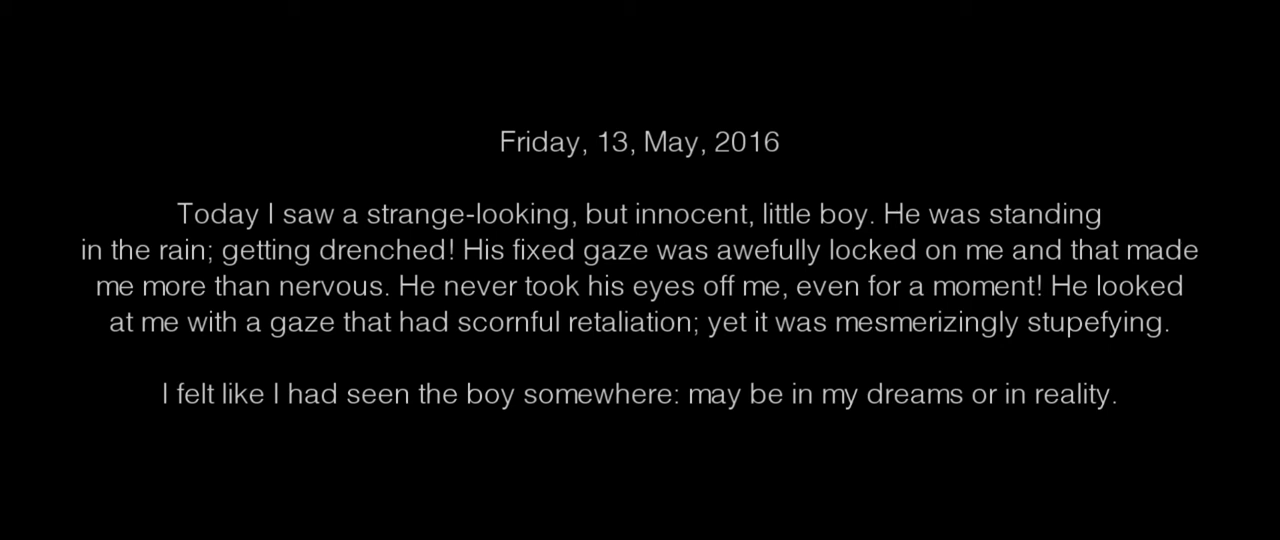 Friday, 13, May, 2016
Today I saw a strange-looking, but innocent, little boy. He was standing
in the rain; getting drenched! His fixed gaze was awefully locked on me and that made
me more than nervous. He never took his eyes off me, even for a moment! He looked
at me with a gaze that had scornful retaliation; yet it was mesmerizingly stupefying.
I felt like I had seen the boy somewhere: may be in my dreams or in reality.